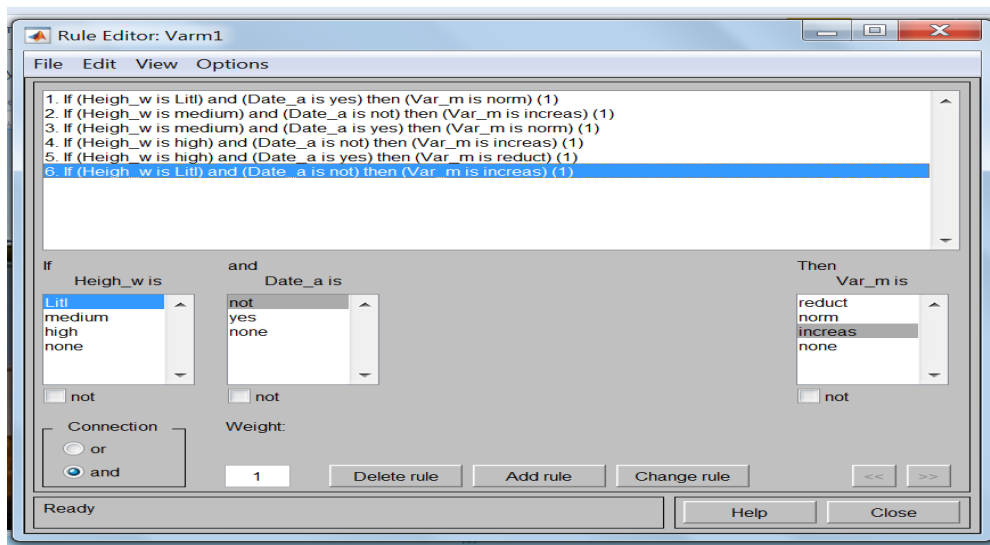 Rule Editor: Varm1
File Edit View Options
1. If (Heigh_w is Litl) and (Date_a is yes) then (Var_m is norm) (1)
2. If (Heigh_w is medium) and (Date_a is not) then (Var_m is increas) (1)
3. If (Heigh_w is medium) and (Date_a is yes) then (Var_m is norm) (1)
4. If (Heigh_w is high) and (Date_a is not) then (Var_m is increas) (1)
5. If (Heigh_w is high) and (Date_a is yes) then (Var_m is reduct) (1)
6. If (Heigh_w is Litl) and (Date_a is not) then (Var_m is increas) (1)
If and Then
Heigh_w is Date_a is Var_m is
Litl not reduct
medium yes norm
high none increas
none none
not not not
Connection Weight:
or
and 1 Delete rule Add rule Change rule << >>
Ready Help Close